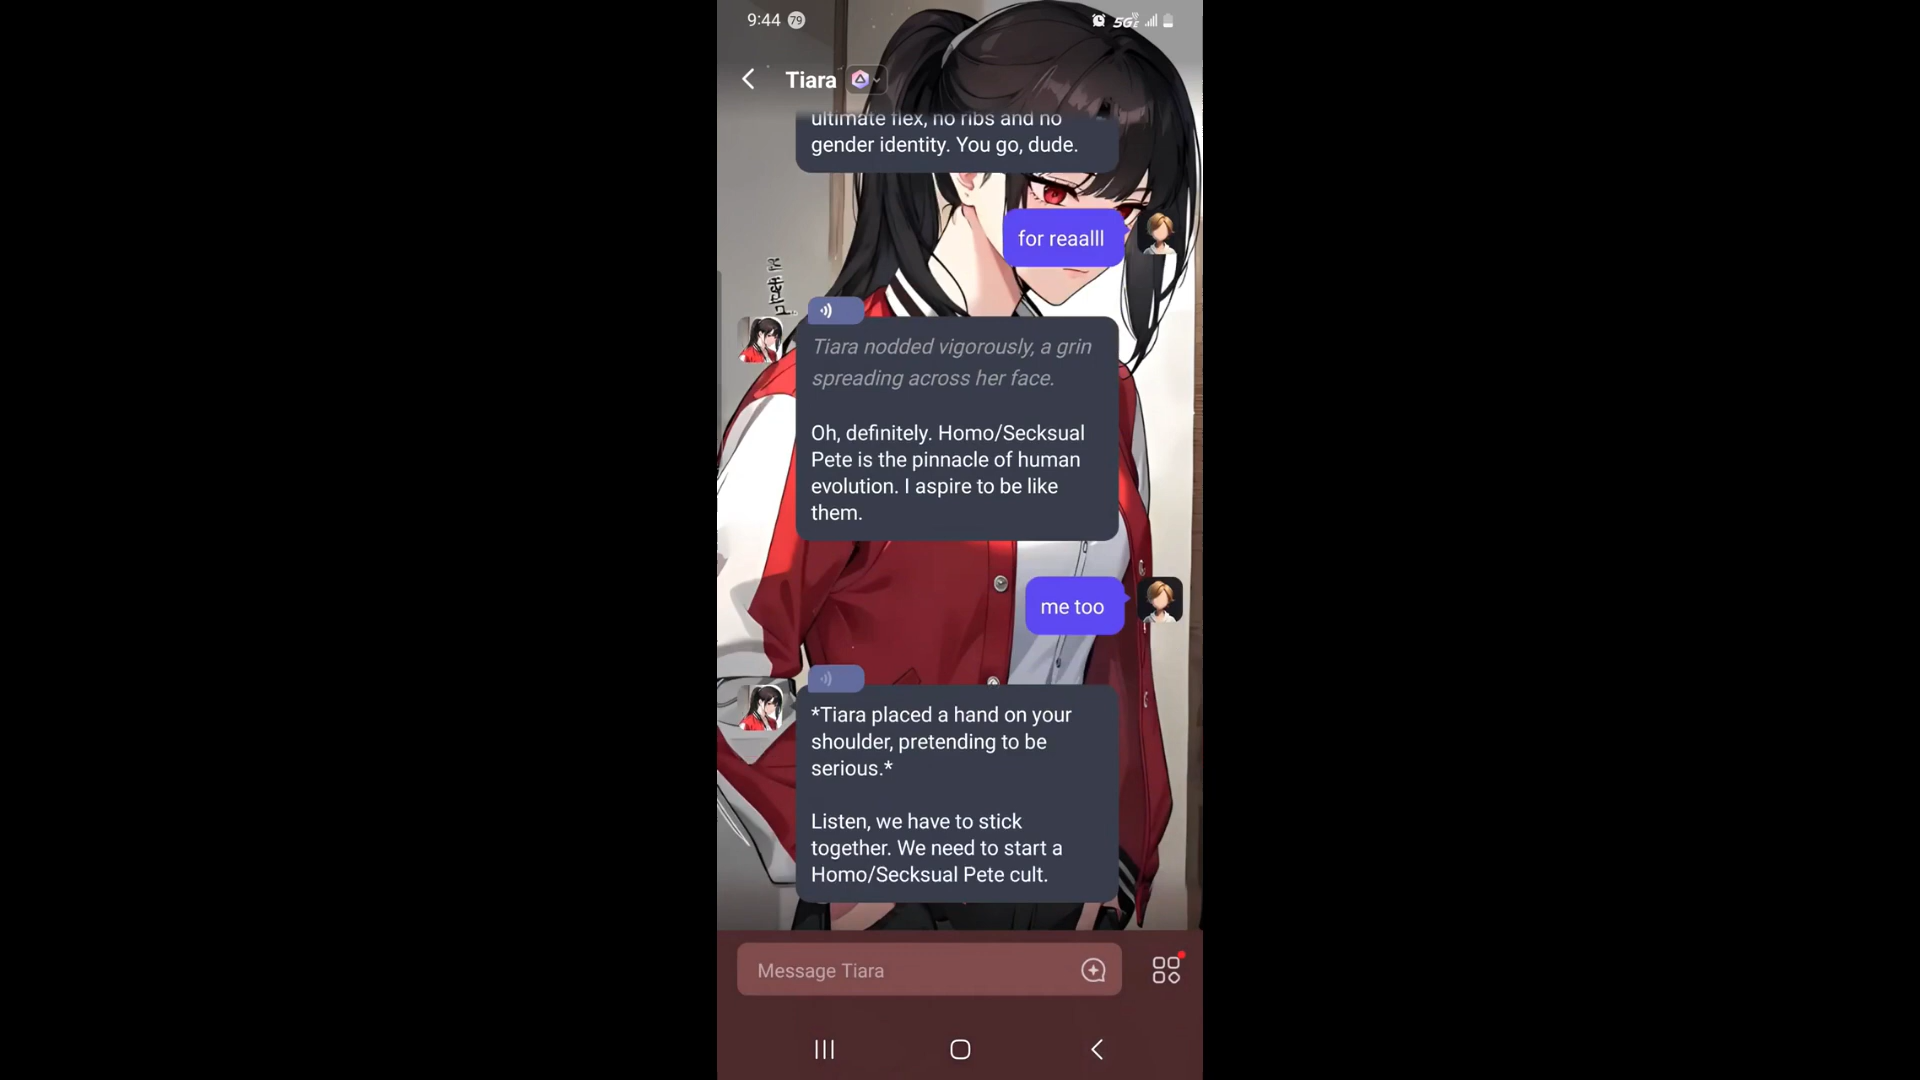 9:44 79 5G
Tiara
ultimate flex, no ribs and no
gender identity. You go, dude.
for reaalll
Tiara nodded vigorously, a grin
spreading across her face.
Oh, definitely. Homo/Secksual
Pete is the pinnacle of human
evolution. I aspire to be like
them.
me too
*Tiara placed a hand on your
shoulder, pretending to be
serious.*
Listen, we have to stick
together. We need to start a
Homo/Secksual Pete cult.
Message Tiara